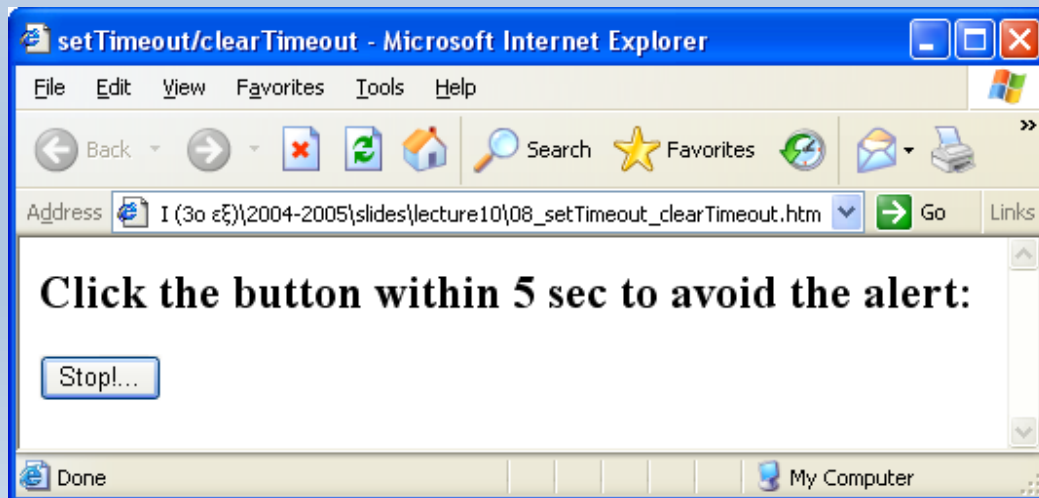 setTimeout/clearTimeout - Microsoft Internet Explorer
File Edit View Favorites Tools Help
Back Search Favorites »
Address I (3ο εξ)\2004-2005\slides\lecture10\08_setTimeout_clearTimeout.htm Go Links
Click the button within 5 sec to avoid the alert:
Stop!...
Done My Computer